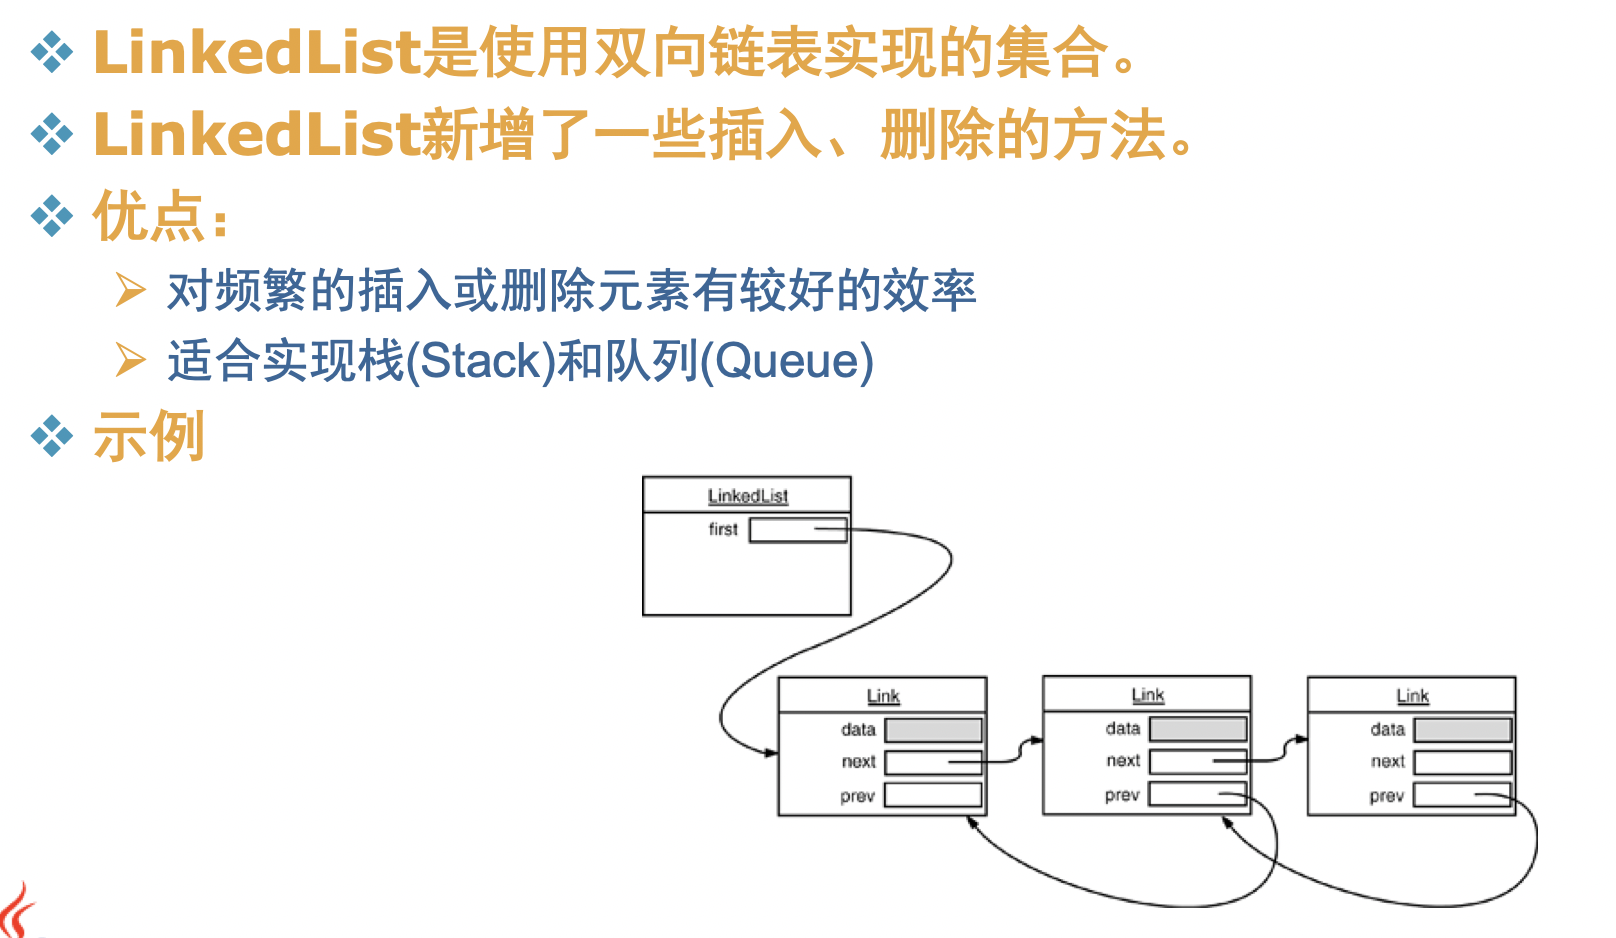 LinkedList是使用双向链表实现的集合。
LinkedList新增了一些插入、删除的方法。
优点：
对频繁的插入或删除元素有较好的效率
适合实现栈(Stack)和队列(Queue)
示例
LinkedList
first
Link
data
next
prev
Link
data
next
prev
Link
data
next
prev